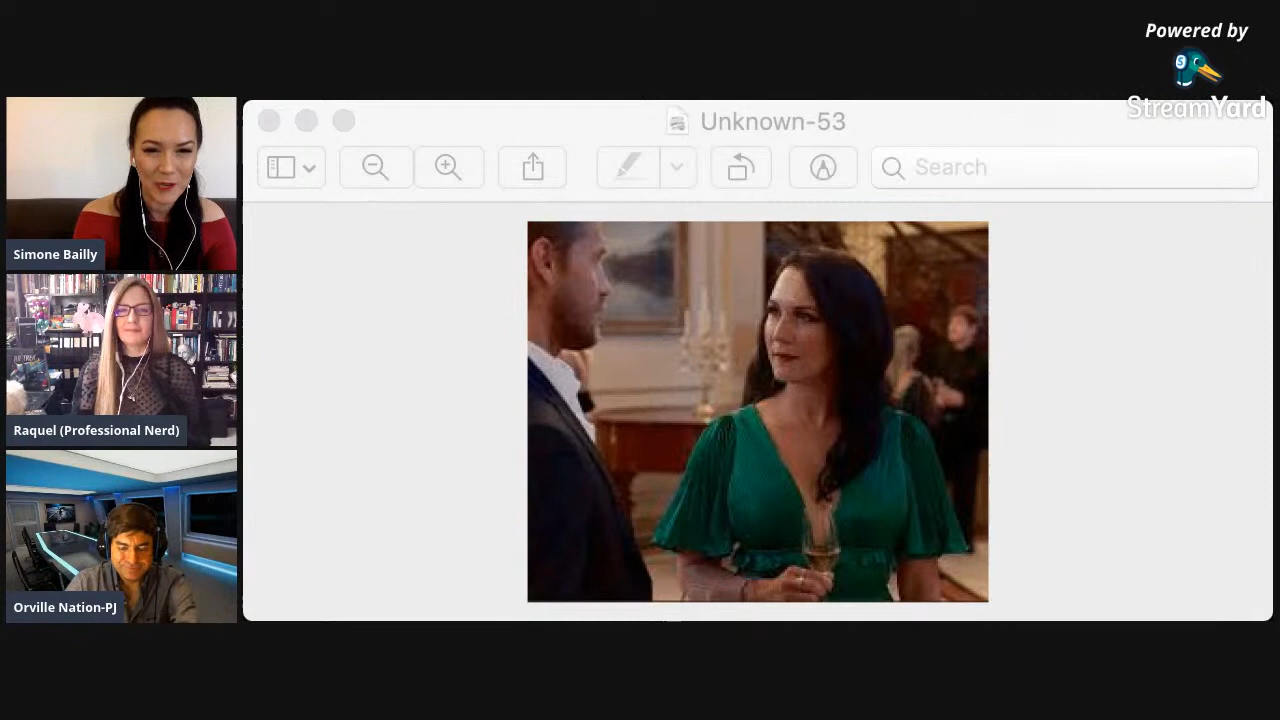 Powered by
StreamYard
Unknown-53
Search
Simone Bailly
Raquel (Professional Nerd)
Orville Nation-PJ